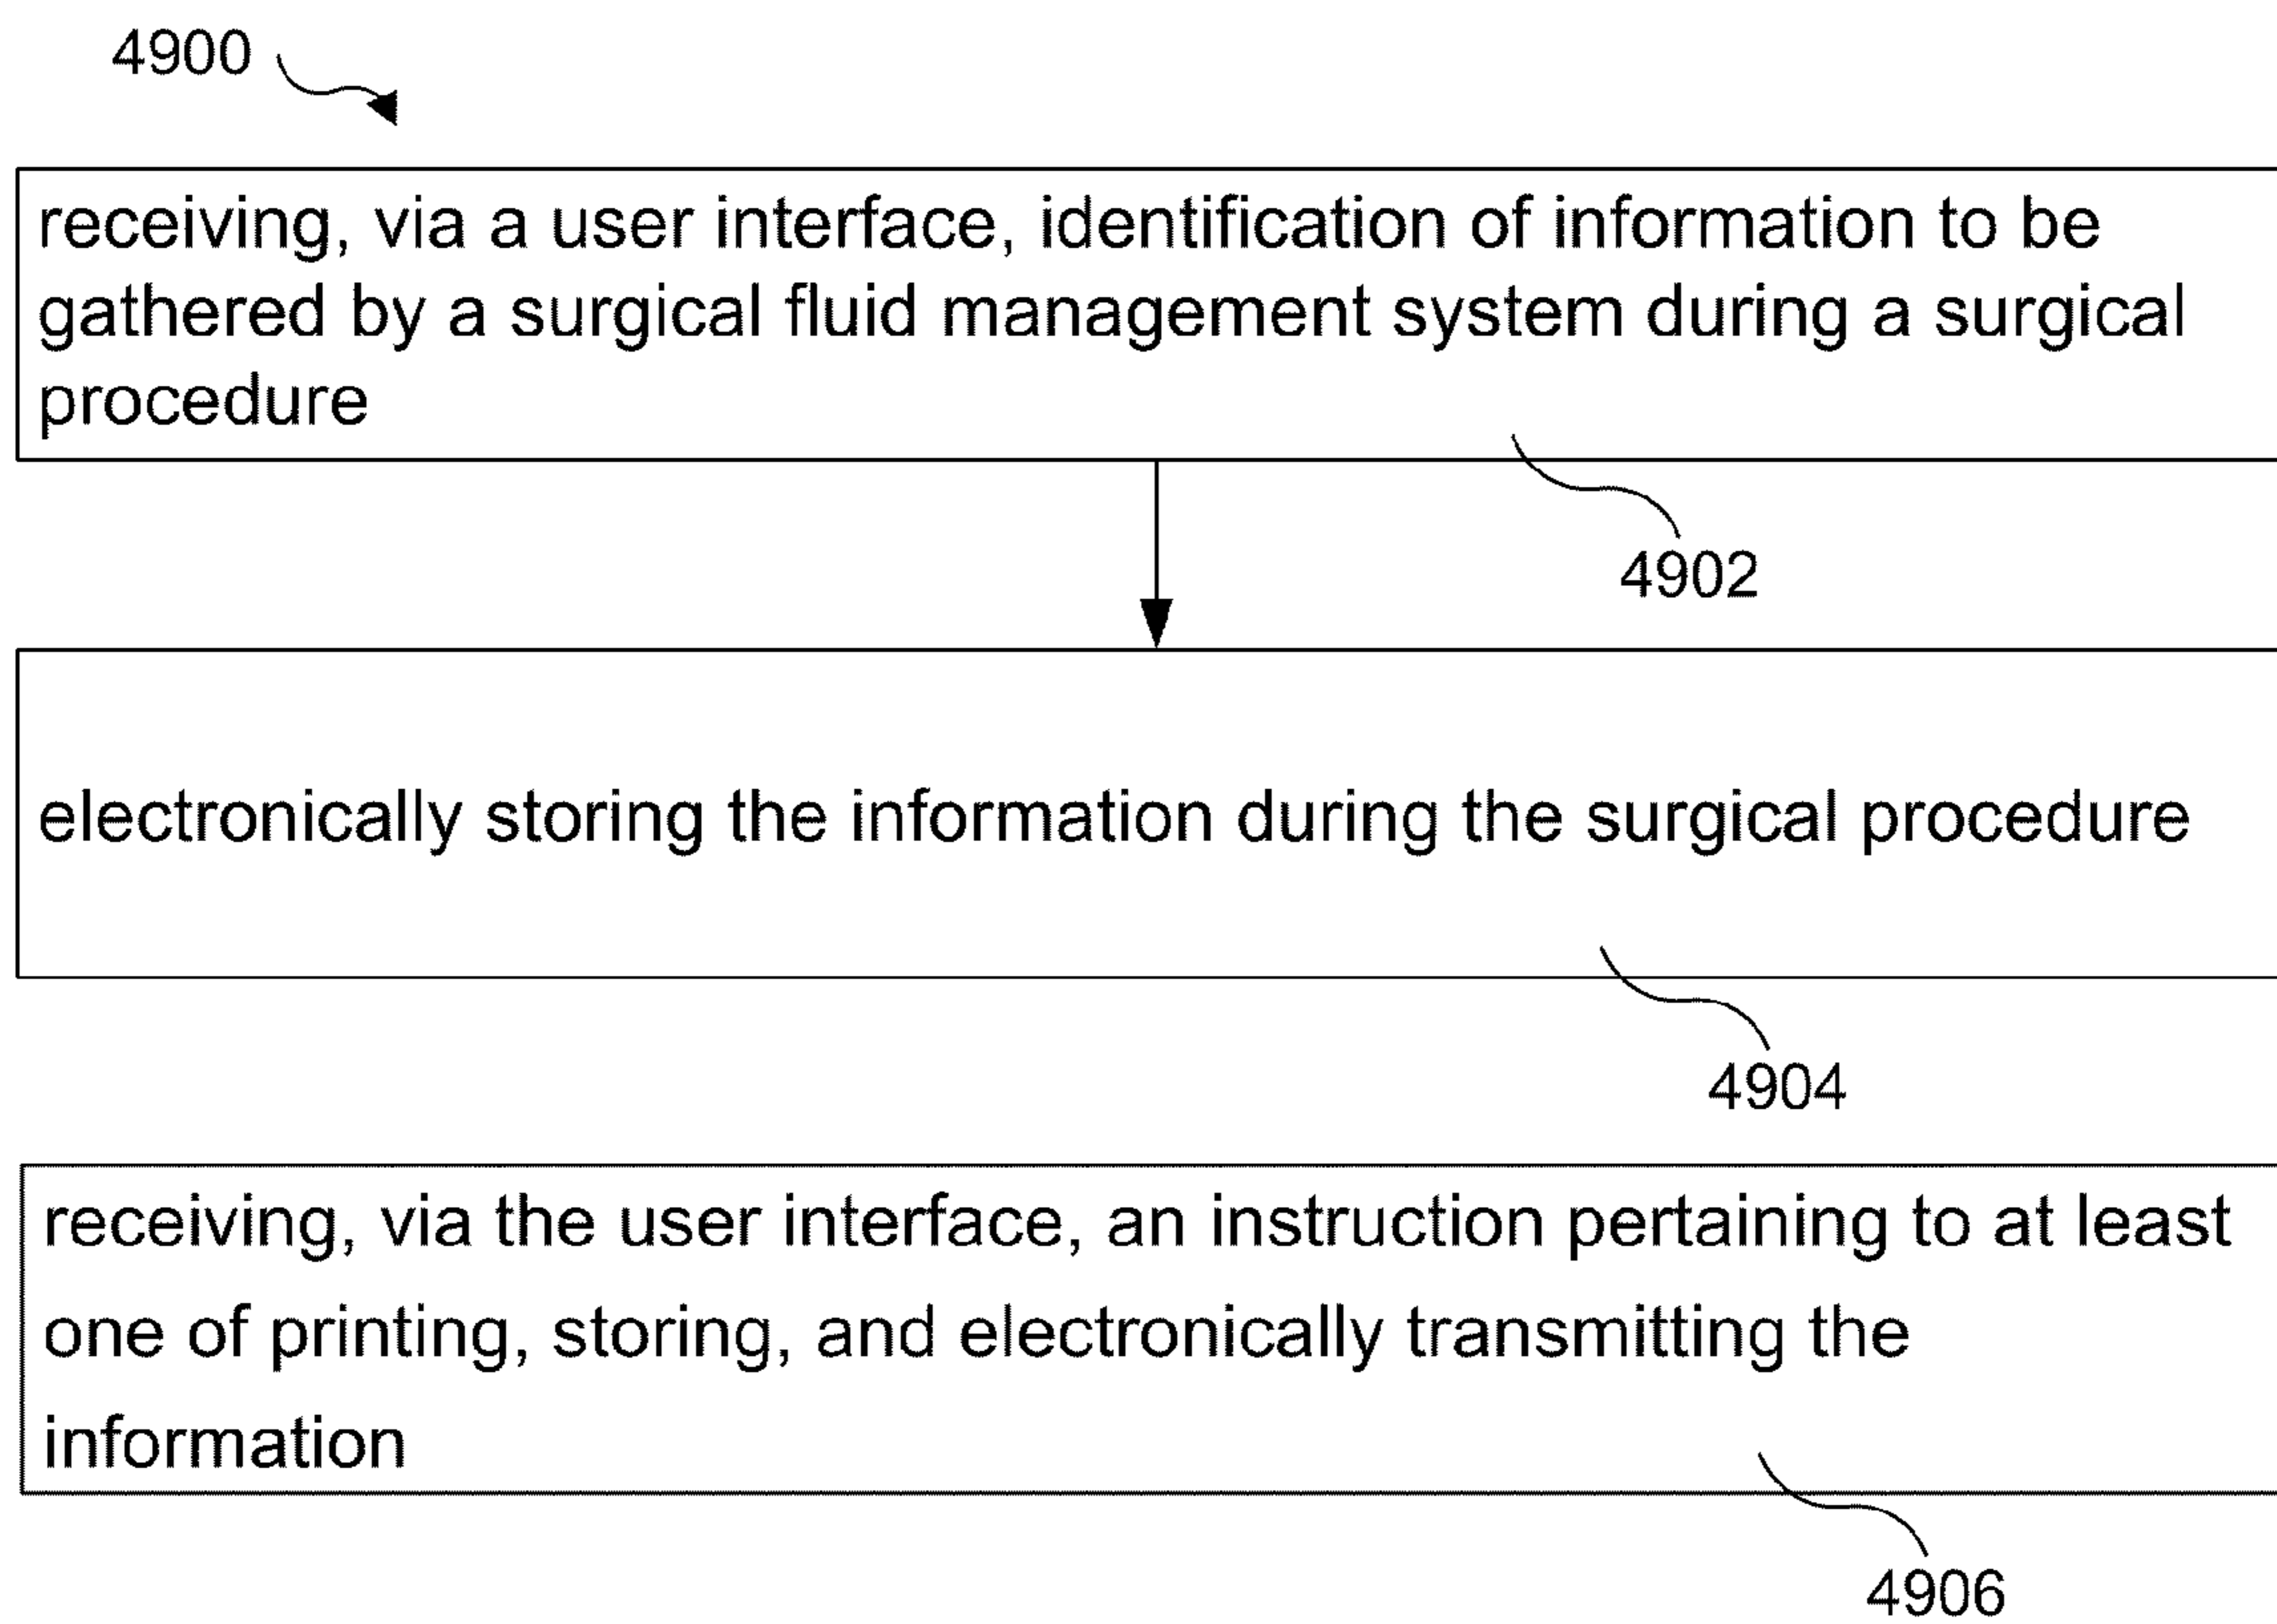 4900
receiving, via a user interface, identification of information to be
gathered by a surgical fluid management system during a surgical
procedure
4902
electronically storing the information during the surgical procedure
4904
receiving, via the user interface, an instruction pertaining to at least
one of printing, storing, and electronically transmitting the
information
4906